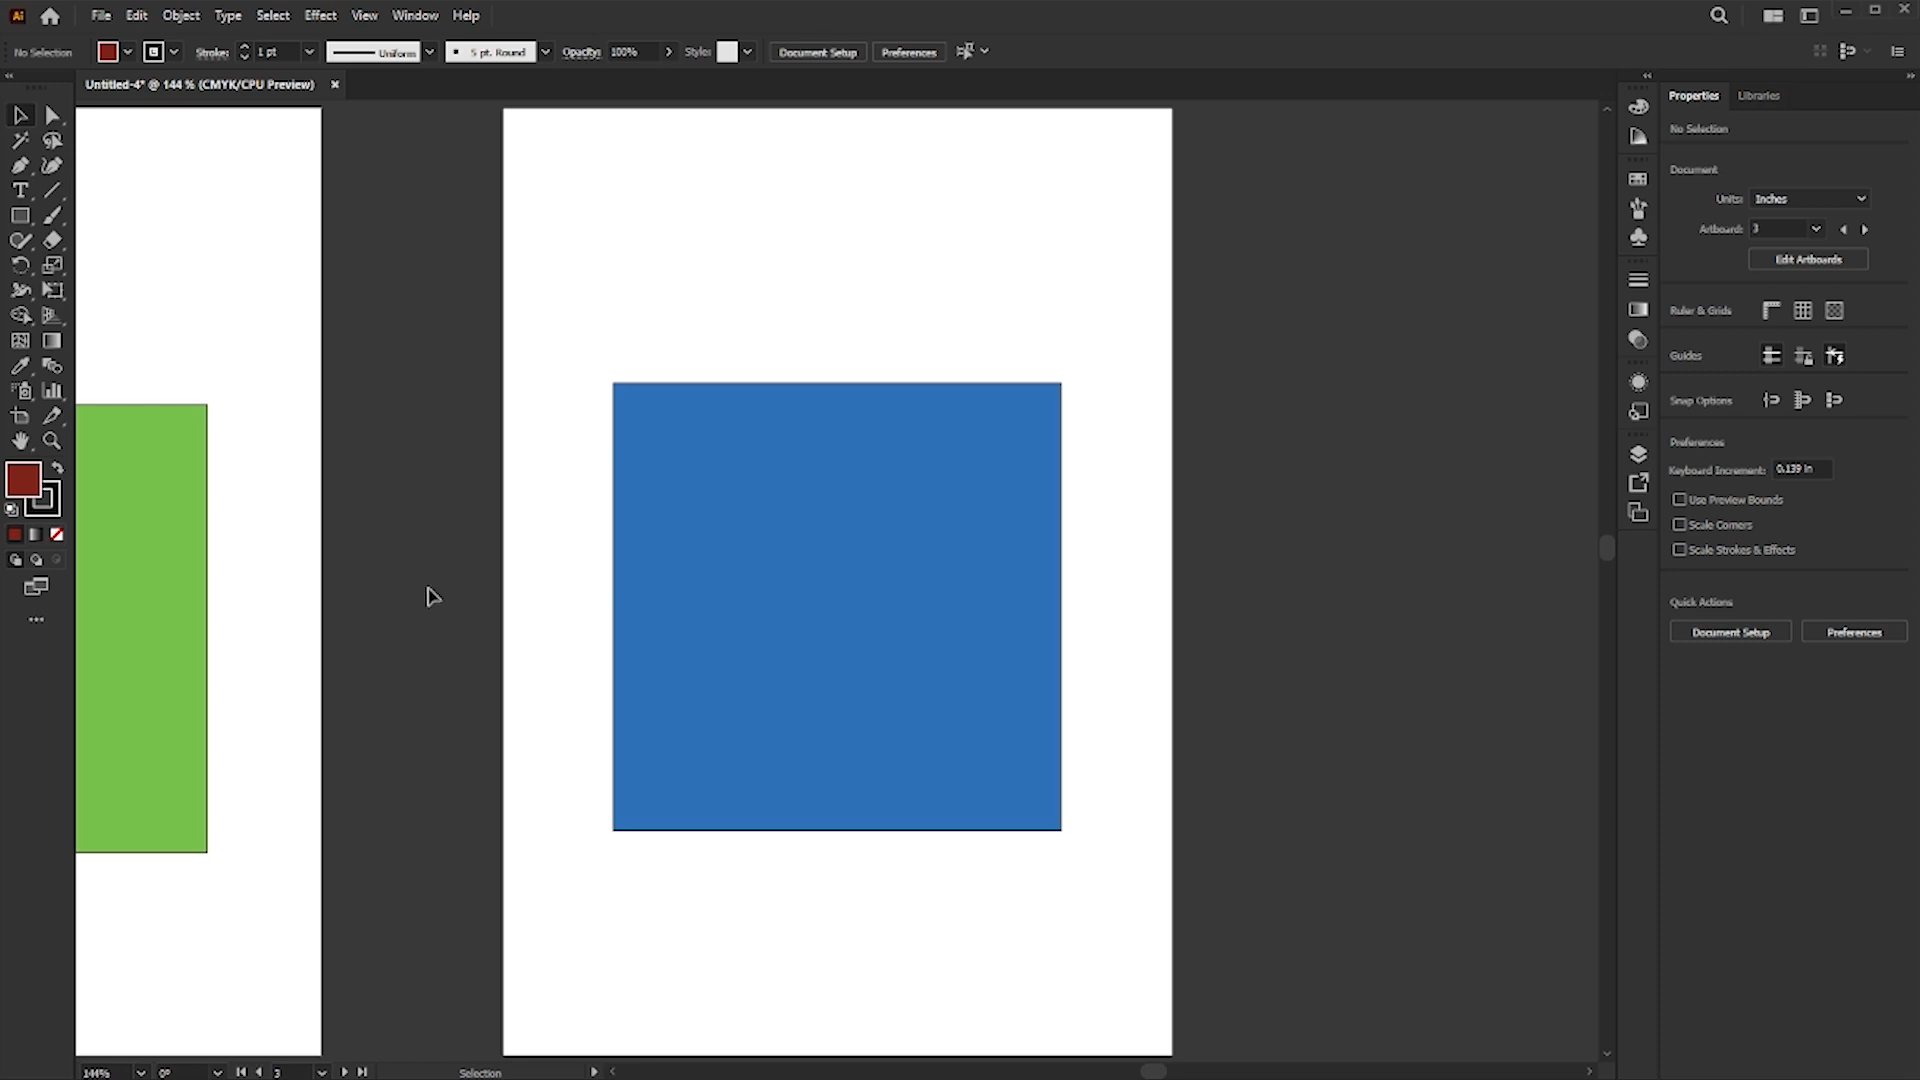 Ai File Edit Object Type Select Effect View Window Help
No Selection Stroke: 1 pt Uniform 5 pt. Round Opacity: 100% Style: Document Setup Preferences
Untitled-4* @ 144 % (CMYK/CPU Preview) ×
Properties Libraries
No Selection
Document
Units: Inches
Artboard: 3
Edit Artboards
Ruler & Grids
Guides
Snap Options
Preferences
Keyboard Increment: 0.139 in
Use Preview Bounds
Scale Corners
Scale Strokes & Effects
Quick Actions
Document Setup Preferences
144% 0° 3 Selection